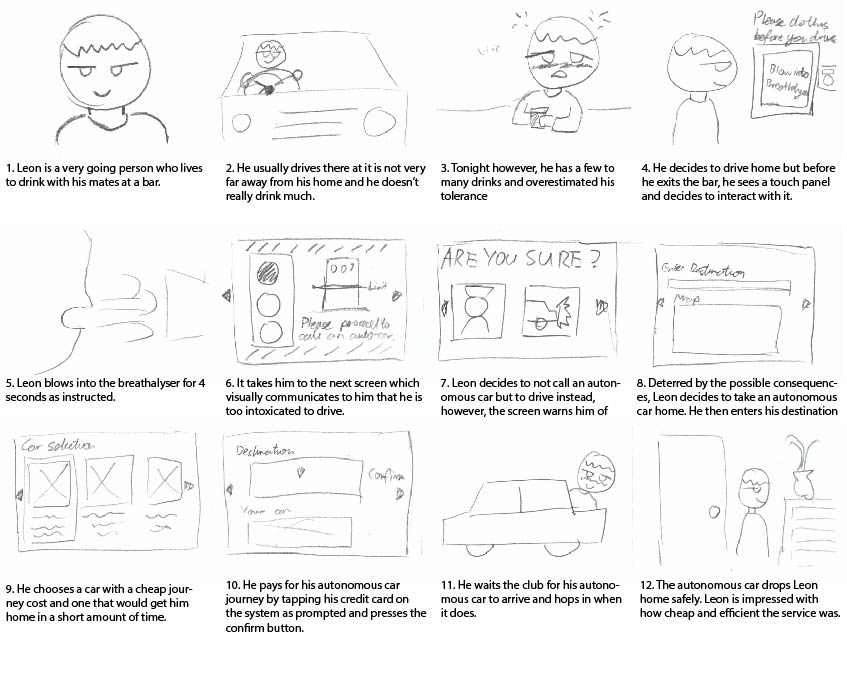 Please do this
before you drive
Blow into
Breathalyser
1. Leon is a very going person who lives
to drink with his mates at a bar.
2. He usually drives there at it is not very
far away from his home and he doesn't
really drink much.
3. Tonight however, he has a few to
many drinks and overestimated his
tolerance
4. He decides to drive home but before
he exits the bar, he sees a touch panel
and decides to interact with it.
007
Limit
Please proceed to
call an auto-car.
ARE YOU SURE?
Enter Destination
Map
5. Leon blows into the breathalyser for 4
seconds as instructed.
6. It takes him to the next screen which
visually communicates to him that he is
too intoxicated to drive.
7. Leon decides to not call an auton-
omous car but to drive instead,
however, the screen warns him of
8. Deterred by the possible consequenc-
es, Leon decides to take an autonomous
car home. He then enters his destination
Car Selection
Destination
Confirm
Your car
9. He chooses a car with a cheap jour-
ney cost and one that would get him
home in a short amount of time.
10. He pays for his autonomous car
journey by tapping his credit card on
the system as prompted and presses the
confirm button.
11. He waits the club for his autono-
mous car to arrive and hops in when
it does.
12. The autonomous car drops Leon
home safely. Leon is impressed with
how cheap and efficient the service was.